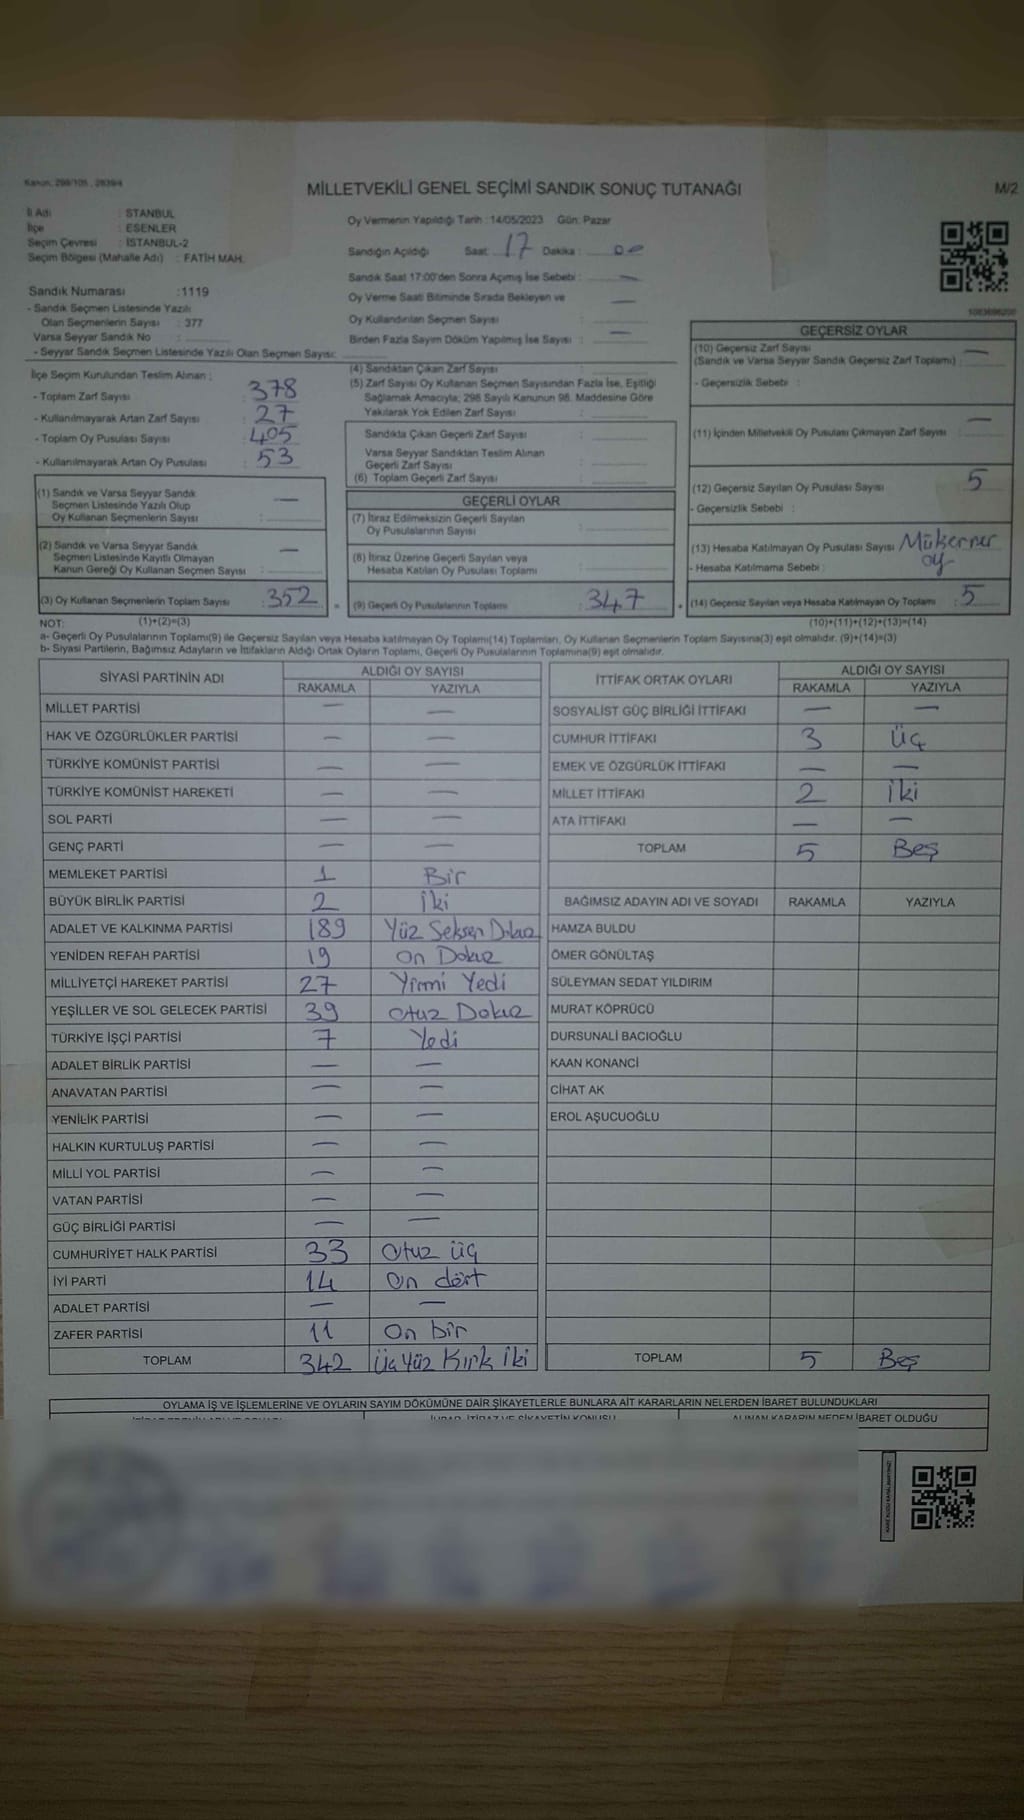 Kanun, 298/105 , 2839/4
MİLLETVEKİLİ GENEL SEÇİMİ SANDIK SONUÇ TUTANAĞI
M/2
İl Adı : STANBUL
İlçe : ESENLER
Seçim Çevresi : İSTANBUL-2
Seçim Bölgesi (Mahalle Adı) : FATİH MAH.
Sandık Numarası :1119
- Sandık Seçmen Listesinde Yazılı
Olan Seçmenlerin Sayısı : 377
Varsa Seyyar Sandık No :
- Seyyar Sandık Seçmen Listesinde Yazılı Olan Seçmen Sayısı:
İlçe Seçim Kurulundan Teslim Alınan ;
- Toplam Zarf Sayısı : 378
- Kullanılmayarak Artan Zarf Sayısı : 27
- Toplam Oy Pusulası Sayısı : 405
- Kullanılmayarak Artan Oy Pusulası : 53
(1) Sandık ve Varsa Seyyar Sandık
Seçmen Listesinde Yazılı Olup
Oy Kullanan Seçmenlerin Sayısı : —
(2) Sandık ve Varsa Seyyar Sandık
Seçmen Listesinde Kayıtlı Olmayan
Kanun Gereği Oy Kullanan Seçmen Sayısı : —
(3) Oy Kullanan Seçmenlerin Toplam Sayısı : 352
Oy Vermenin Yapıldığı Tarih : 14/05/2023 Gün: Pazar
Sandığın Açıldığı Saat: 17 Dakika : 00
Sandık Saat 17:00'den Sonra Açımış İse Sebebi : —
Oy Verme Saati Bitiminde Sırada Bekleyen ve
Oy Kullandırılan Seçmen Sayısı : —
Birden Fazla Sayım Döküm Yapılmış İse Sayısı : —
(4) Sandıktan Çıkan Zarf Sayısı :
(5) Zarf Sayısı Oy Kullanan Seçmen Sayısından Fazla İse, Eşitliği
Sağlamak Amacıyla; 298 Sayılı Kanunun 98. Maddesine Göre
Yakılarak Yok Edilen Zarf Sayısı :
Sandıkta Çıkan Geçerli Zarf Sayısı :
Varsa Seyyar Sandıktan Teslim Alınan
Geçerli Zarf Sayısı :
(6) Toplam Geçerli Zarf Sayısı :
GEÇERLİ OYLAR
(7) İtiraz Edilmeksizin Geçerli Sayılan
Oy Pusulalarının Sayısı :
(8) İtiraz Üzerine Geçerli Sayılan veya
Hesaba Katılan Oy Pusulası Toplamı :
(9) Geçerli Oy Pusulalarının Toplamı : 347
GEÇERSİZ OYLAR
(10) Geçersiz Zarf Sayısı
(Sandık ve Varsa Seyyar Sandık Geçersiz Zarf Toplamı) : —
- Geçersizlik Sebebi :
(11) İçinden Milletvekili Oy Pusulası Çıkmayan Zarf Sayısı : —
(12) Geçersiz Sayılan Oy Pusulası Sayısı : 5
- Geçersizlik Sebebi :
(13) Hesaba Katılmayan Oy Pusulası Sayısı : Mükerrer
- Hesaba Katılmama Sebebi : oy
(14) Geçersiz Sayılan veya Hesaba Katılmayan Oy Toplamı : 5
NOT: (1)+(2)=(3) (10)+(11)+(12)+(13)=(14)
a- Geçerli Oy Pusulalarının Toplamı(9) ile Geçersiz Sayılan veya Hesaba katılmayan Oy Toplamı(14) Toplamları, Oy Kullanan Seçmenlerin Toplam Sayısına(3) eşit olmalıdır. (9)+(14)=(3)
b- Siyasi Partilerin, Bağımsız Adayların ve İttifakların Aldığı Ortak Oyların Toplamı, Geçerli Oy Pusulalarının Toplamına(9) eşit olmalıdır.
SİYASİ PARTİNİN ADI ALDIĞI OY SAYISI
RAKAMLA YAZIYLA
MİLLET PARTİSİ — —
HAK VE ÖZGÜRLÜKLER PARTİSİ — —
TÜRKİYE KOMÜNİST PARTİSİ — —
TÜRKİYE KOMÜNİST HAREKETİ — —
SOL PARTİ — —
GENÇ PARTİ — —
MEMLEKET PARTİSİ 1 Bir
BÜYÜK BİRLİK PARTİSİ 2 İki
ADALET VE KALKINMA PARTİSİ 189 Yüz Seksen Dokuz
YENİDEN REFAH PARTİSİ 19 On Dokuz
MİLLİYETÇİ HAREKET PARTİSİ 27 Yirmi Yedi
YEŞİLLER VE SOL GELECEK PARTİSİ 39 Otuz Dokuz
TÜRKİYE İŞÇİ PARTİSİ 7 Yedi
ADALET BİRLİK PARTİSİ — —
ANAVATAN PARTİSİ — —
YENİLİK PARTİSİ — —
HALKIN KURTULUŞ PARTİSİ — —
MİLLİ YOL PARTİSİ — —
VATAN PARTİSİ — —
GÜÇ BİRLİĞİ PARTİSİ — —
CUMHURİYET HALK PARTİSİ 33 Otuz üç
İYİ PARTİ 14 On dört
ADALET PARTİSİ — —
ZAFER PARTİSİ 11 On bir
TOPLAM 342 Üç Yüz Kırk İki
İTTİFAK ORTAK OYLARI ALDIĞI OY SAYISI
RAKAMLA YAZIYLA
SOSYALİST GÜÇ BİRLİĞİ İTTİFAKI — —
CUMHUR İTTİFAKI 3 Üç
EMEK VE ÖZGÜRLÜK İTTİFAKI — —
MİLLET İTTİFAKI 2 İki
ATA İTTİFAKI — —
TOPLAM 5 Beş
BAĞIMSIZ ADAYIN ADI VE SOYADI RAKAMLA YAZIYLA
HAMZA BULDU
ÖMER GÖNÜLTAŞ
SÜLEYMAN SEDAT YILDIRIM
MURAT KÖPRÜCÜ
DURSUNALİ BACIOĞLU
KAAN KONANCİ
CİHAT AK
EROL AŞUCUOĞLU
TOPLAM 5 Beş
OYLAMA İŞ VE İŞLEMLERİNE VE OYLARIN SAYIM DÖKÜMÜNE DAİR ŞİKAYETLERLE BUNLARA AİT KARARLARIN NELERDEN İBARET BULUNDUKLARI
ALINAN KARARIN NEDEN İBARET OLDUĞU